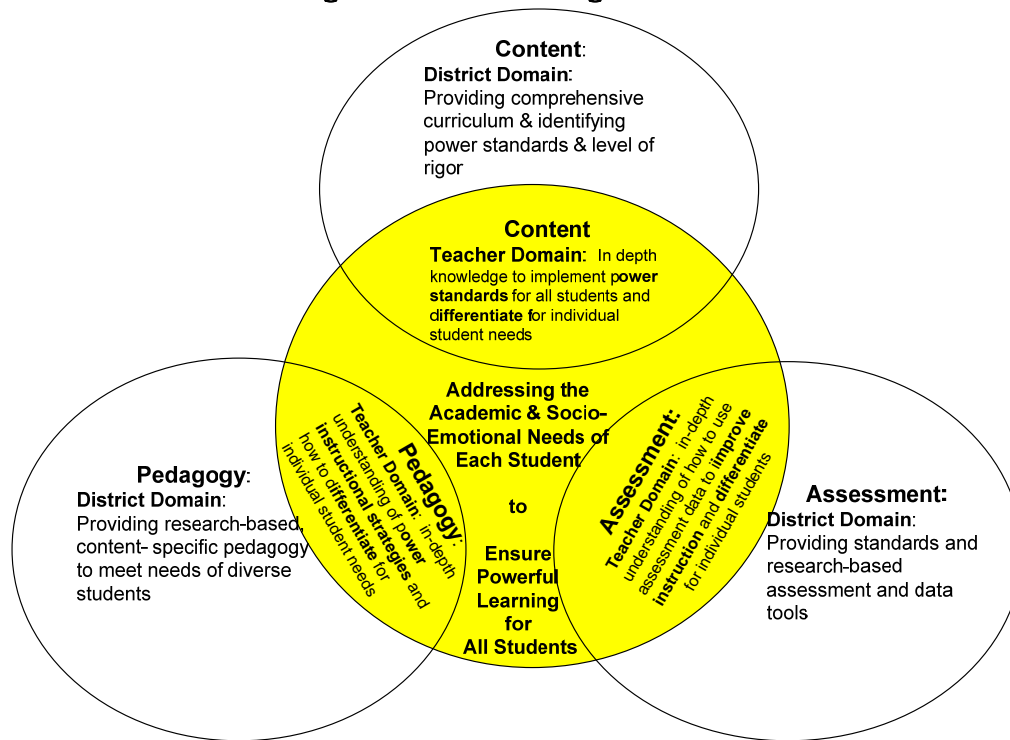 Content:
District Domain:
Providing comprehensive
curriculum & identifying
power standards & level of
rigor
Content
Teacher Domain: In depth
knowledge to implement power
standards for all students and
differentiate for individual
student needs
Addressing the
Academic & Socio-
Emotional Needs of
Each Student
to
Ensure
Powerful
Learning
for
All Students
Pedagogy:
District Domain:
Providing research-based,
content- specific pedagogy
to meet needs of diverse
students
Pedagogy:
Teacher Domain: in-depth
understanding of power
instructional strategies and
how to differentiate for
individual student needs
Assessment:
Teacher Domain: in-depth
understanding of how to use
assessment data to iimprove
instruction and differentiate
for individual students
Assessment:
District Domain:
Providing standards and
research-based
assessment and data
tools